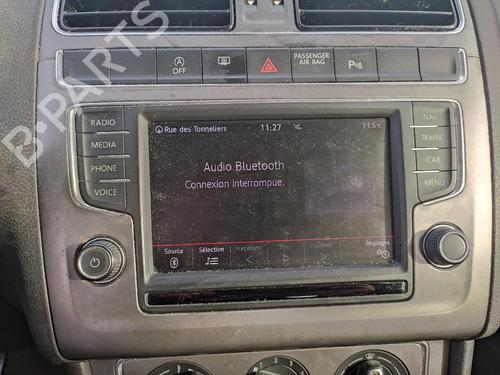 A OFF
PASSENGER AIR BAG
P
RADIO
MEDIA
PHONE
VOICE
Rue des Tonneliers 11:27 11.5°C
Audio Bluetooth
Connexion interrompue.
Source Sélection Réglages
NAV
TRAFFIC
CAR
MENU
B-PARTS